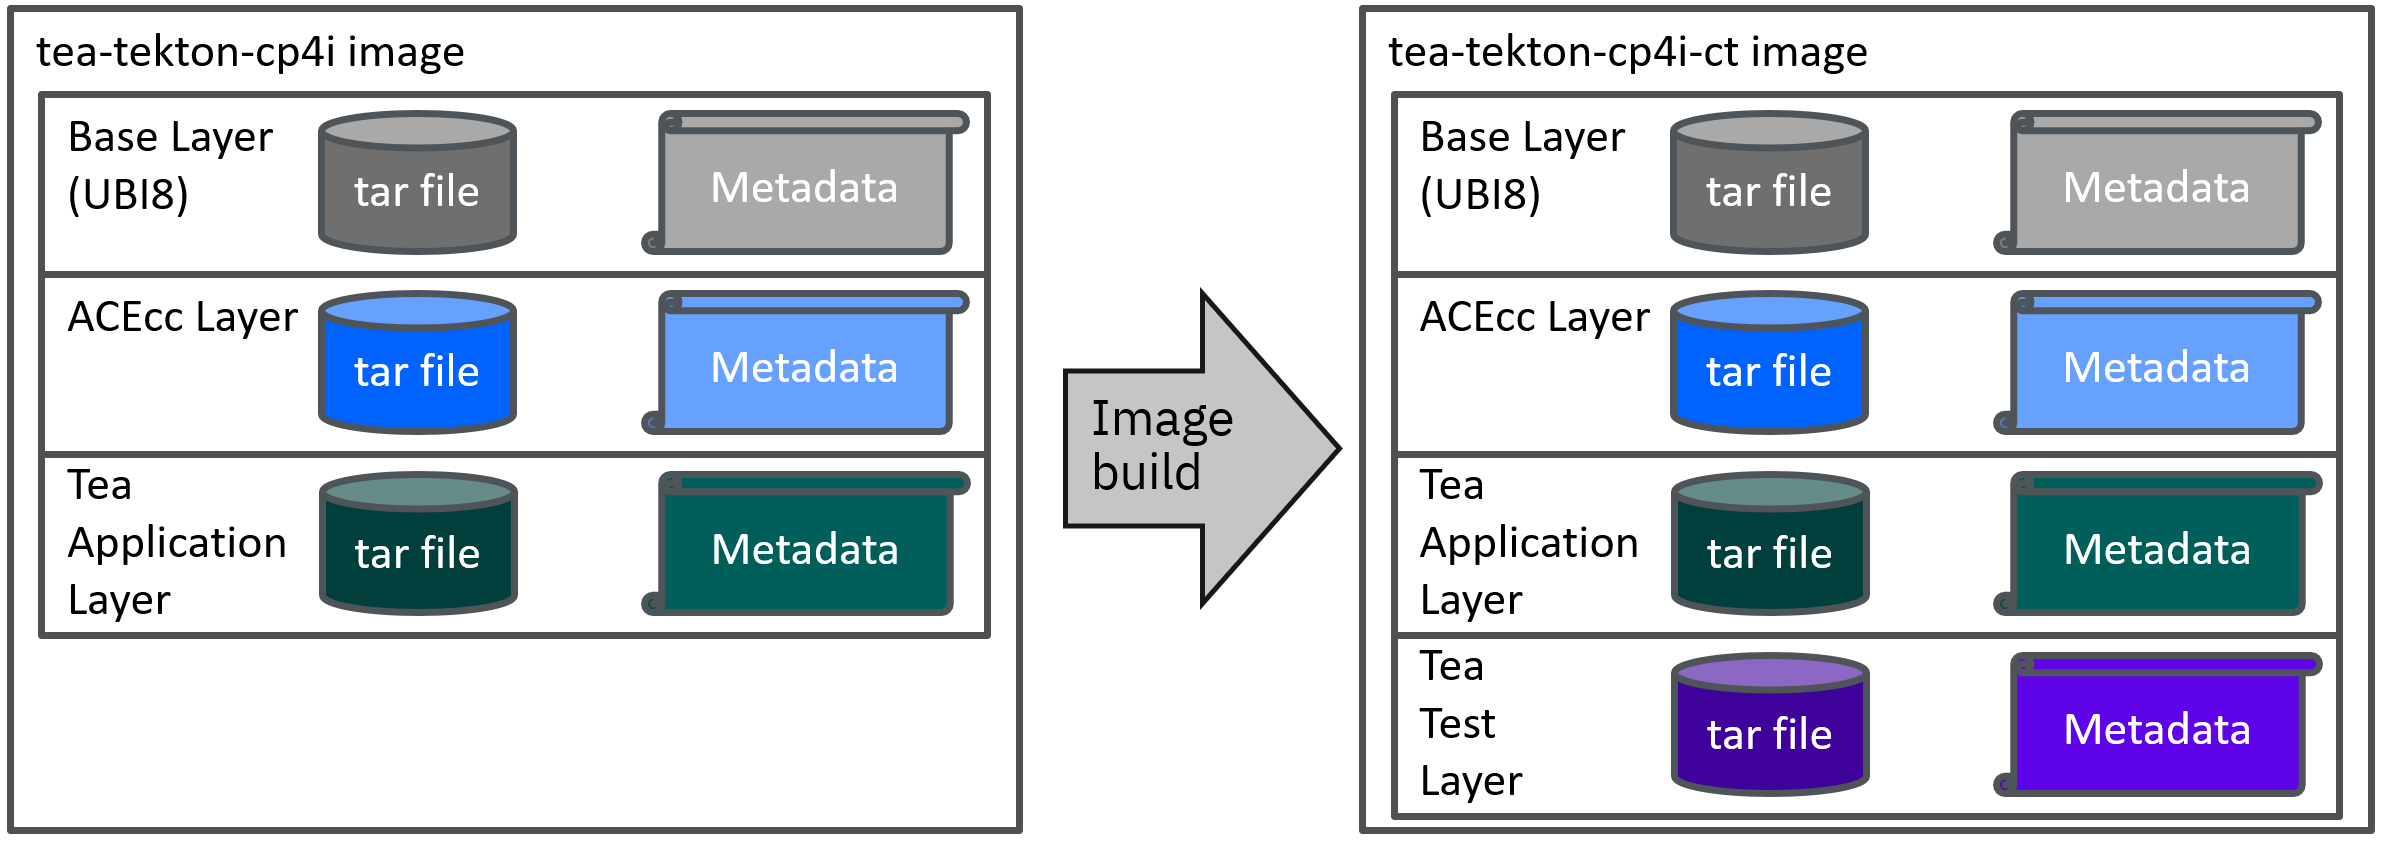 tea-tekton-cp4i image
Base Layer
(UBI8)
tar file
Metadata
ACEcc Layer
tar file
Metadata
Tea
Application
Layer
tar file
Metadata
Image
build
tea-tekton-cp4i-ct image
Base Layer
(UBI8)
tar file
Metadata
ACEcc Layer
tar file
Metadata
Tea
Application
Layer
tar file
Metadata
Tea
Test
Layer
tar file
Metadata